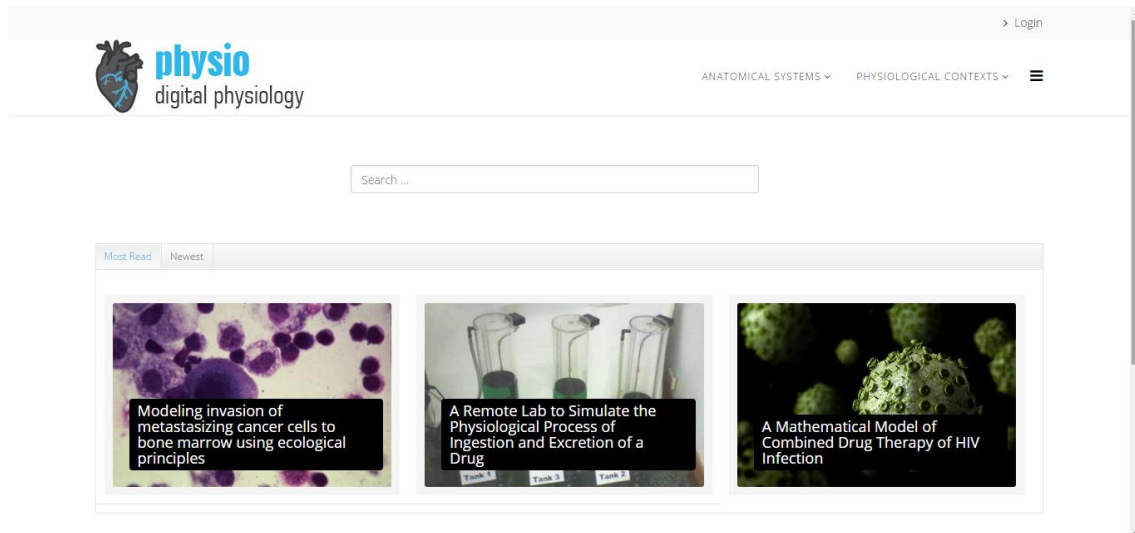 Login
physio
digital physiology
ANATOMICAL SYSTEMS
PHYSIOLOGICAL CONTEXTS
Search ...
Most Read
Newest
Modeling invasion of
metastasizing cancer cells to
bone marrow using ecological
principles
A Remote Lab to Simulate the
Physiological Process of
Ingestion and Excretion of a
Drug
Tank 1
Tank 3
Tank 2
A Mathematical Model of
Combined Drug Therapy of HIV
Infection